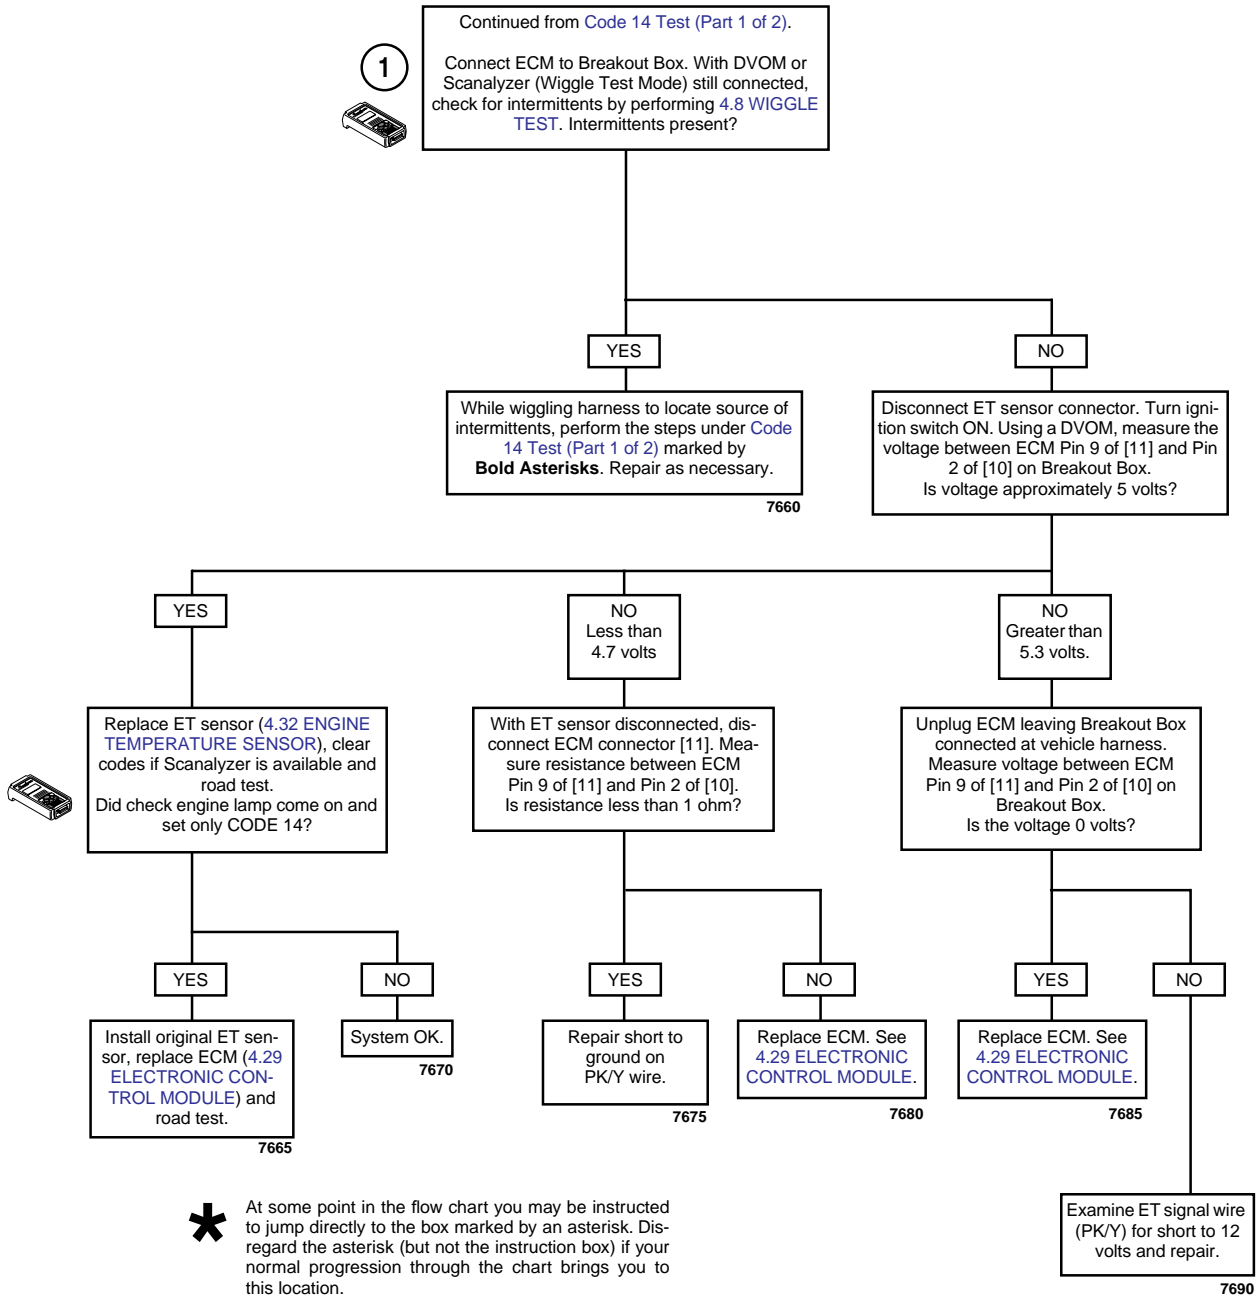 Continued from Code 14 Test (Part 1 of 2).
Connect ECM to Breakout Box. With DVOM or
Scanalyzer (Wiggle Test Mode) still connected,
check for intermittents by performing 4.8 WIGGLE
TEST. Intermittents present?
1
YES
NO
While wiggling harness to locate source of
intermittents, perform the steps under Code
14 Test (Part 1 of 2) marked by
Bold Asterisks. Repair as necessary.
7660
Disconnect ET sensor connector. Turn igni-
tion switch ON. Using a DVOM, measure the
voltage between ECM Pin 9 of [11] and Pin
2 of [10] on Breakout Box.
Is voltage approximately 5 volts?
YES
NO
Less than
4.7 volts
NO
Greater than
5.3 volts.
Replace ET sensor (4.32 ENGINE
TEMPERATURE SENSOR), clear
codes if Scanalyzer is available and
road test.
Did check engine lamp come on and
set only CODE 14?
With ET sensor disconnected, dis-
connect ECM connector [11]. Mea-
sure resistance between ECM
Pin 9 of [11] and Pin 2 of [10].
Is resistance less than 1 ohm?
Unplug ECM leaving Breakout Box
connected at vehicle harness.
Measure voltage between ECM
Pin 9 of [11] and Pin 2 of [10] on
Breakout Box.
Is the voltage 0 volts?
YES
NO
YES
NO
YES
NO
Install original ET sen-
sor, replace ECM (4.29
ELECTRONIC CON-
TROL MODULE) and
road test.
7665
System OK.
7670
Repair short to
ground on
PK/Y wire.
7675
Replace ECM. See
4.29 ELECTRONIC
CONTROL MODULE.
7680
Replace ECM. See
4.29 ELECTRONIC
CONTROL MODULE.
7685
Examine ET signal wire
(PK/Y) for short to 12
volts and repair.
7690
* At some point in the flow chart you may be instructed
to jump directly to the box marked by an asterisk. Dis-
regard the asterisk (but not the instruction box) if your
normal progression through the chart brings you to
this location.